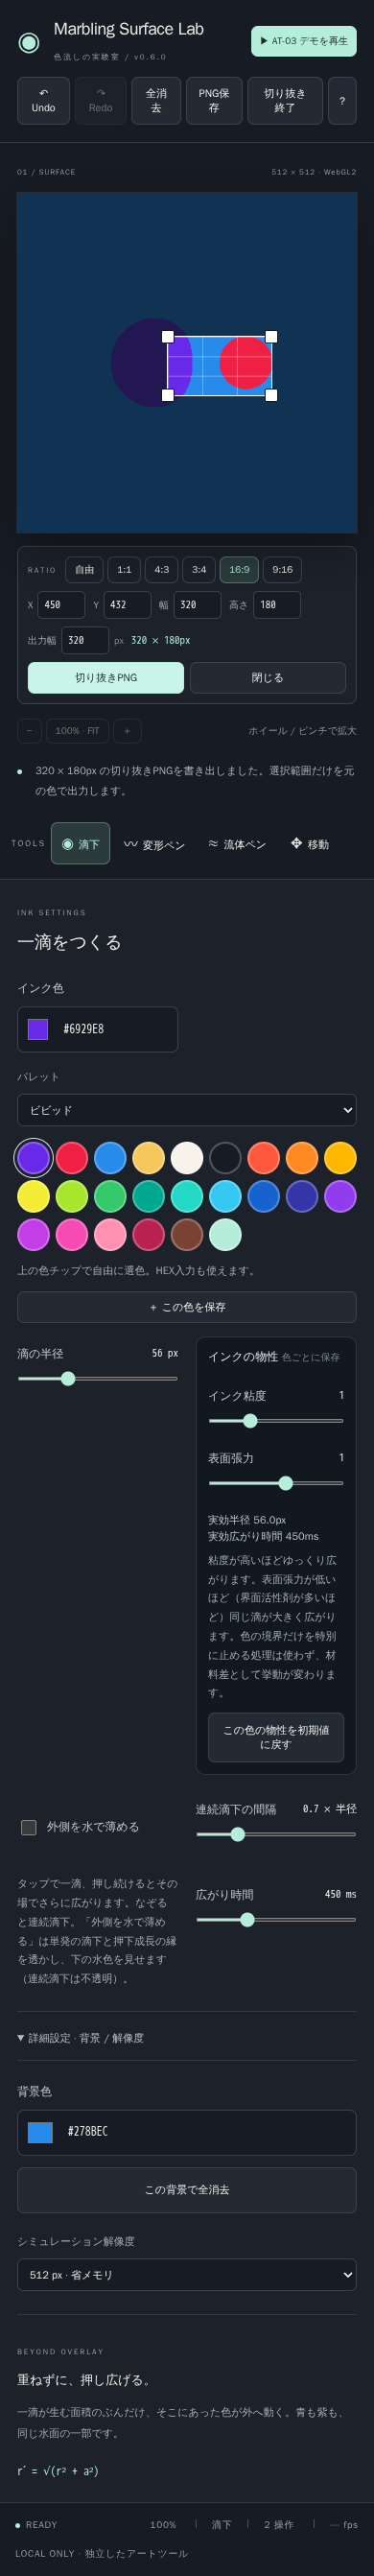 Marbling Surface Lab
色流しの実験室 / v0.6.0
▶ AT-03 デモを再生
↶ Undo
↷ Redo
全消去
PNG保存
切り抜き終了
?
01 / SURFACE
512 × 512 · WebGL2
RATIO 自由 1:1 4:3 3:4 16:9 9:16
X 450 Y 432 幅 320 高さ 180
出力幅 320 px 320 × 180px
切り抜きPNG 閉じる
− 100% · FIT + ホイール / ピンチで拡大
320 × 180px の切り抜きPNGを書き出しました。選択範囲だけを元
の色で出力します。
TOOLS 滴下 変形ペン 流体ペン 移動
INK SETTINGS
一滴をつくる
インク色
#6929E8
パレット
ビビッド
上の色チップで自由に選色。HEX入力も使えます。
+ この色を保存
滴の半径 56 px
インクの物性 色ごとに保存
インク粘度 1
表面張力 1
実効半径 56.0px
実効広がり時間 450ms
粘度が高いほどゆっくり広
がります。表面張力が低い
ほど（界面活性剤が多いほ
ど）同じ滴が大きく広がり
ます。色の境界だけを特別
に止める処理は使わず、材
料差として挙動が変わりま
す。
この色の物性を初期値
に戻す
外側を水で薄める
連続滴下の間隔 0.7 × 半径
タップで一滴、押し続けるとその
場でさらに広がります。なぞる
と連続滴下。「外側を水で薄め
る」は単発の滴下と押下成長の縁
を透かし、下の水色を見せます
（連続滴下は不透明）。
広がり時間 450 ms
▼ 詳細設定 · 背景 / 解像度
背景色
#278BEC
この背景で全消去
シミュレーション解像度
512 px · 省メモリ
BEYOND OVERLAY
重ねずに、押し広げる。
一滴が生む面積のぶんだけ、そこにあった色が外へ動く。青も紫も、
同じ水面の一部です。
r′ = √(r² + a²)
READY 100% 滴下 2 操作 — fps
LOCAL ONLY · 独立したアートツール